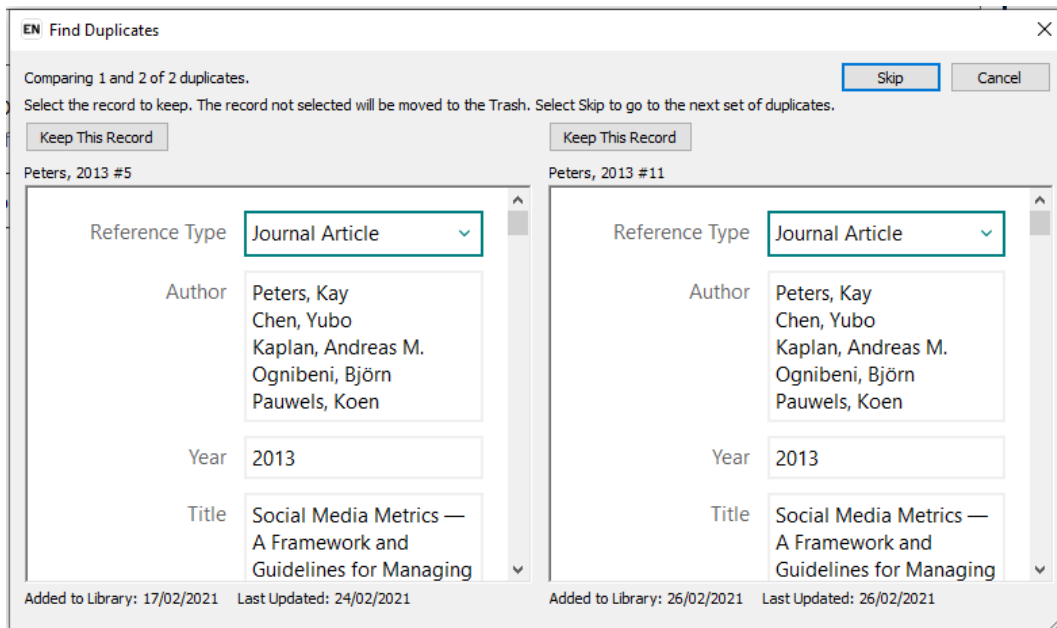 EN Find Duplicates
Comparing 1 and 2 of 2 duplicates.
Skip
Cancel
Select the record to keep. The record not selected will be moved to the Trash. Select Skip to go to the next set of duplicates.
Keep This Record
Keep This Record
Peters, 2013 #5
Peters, 2013 #11
Reference Type
Journal Article
Author
Peters, Kay
Chen, Yubo
Kaplan, Andreas M.
Ognibeni, Björn
Pauwels, Koen
Year
2013
Title
Social Media Metrics —
A Framework and
Guidelines for Managing
Reference Type
Journal Article
Author
Peters, Kay
Chen, Yubo
Kaplan, Andreas M.
Ognibeni, Björn
Pauwels, Koen
Year
2013
Title
Social Media Metrics —
A Framework and
Guidelines for Managing
Added to Library: 17/02/2021 Last Updated: 24/02/2021
Added to Library: 26/02/2021 Last Updated: 26/02/2021